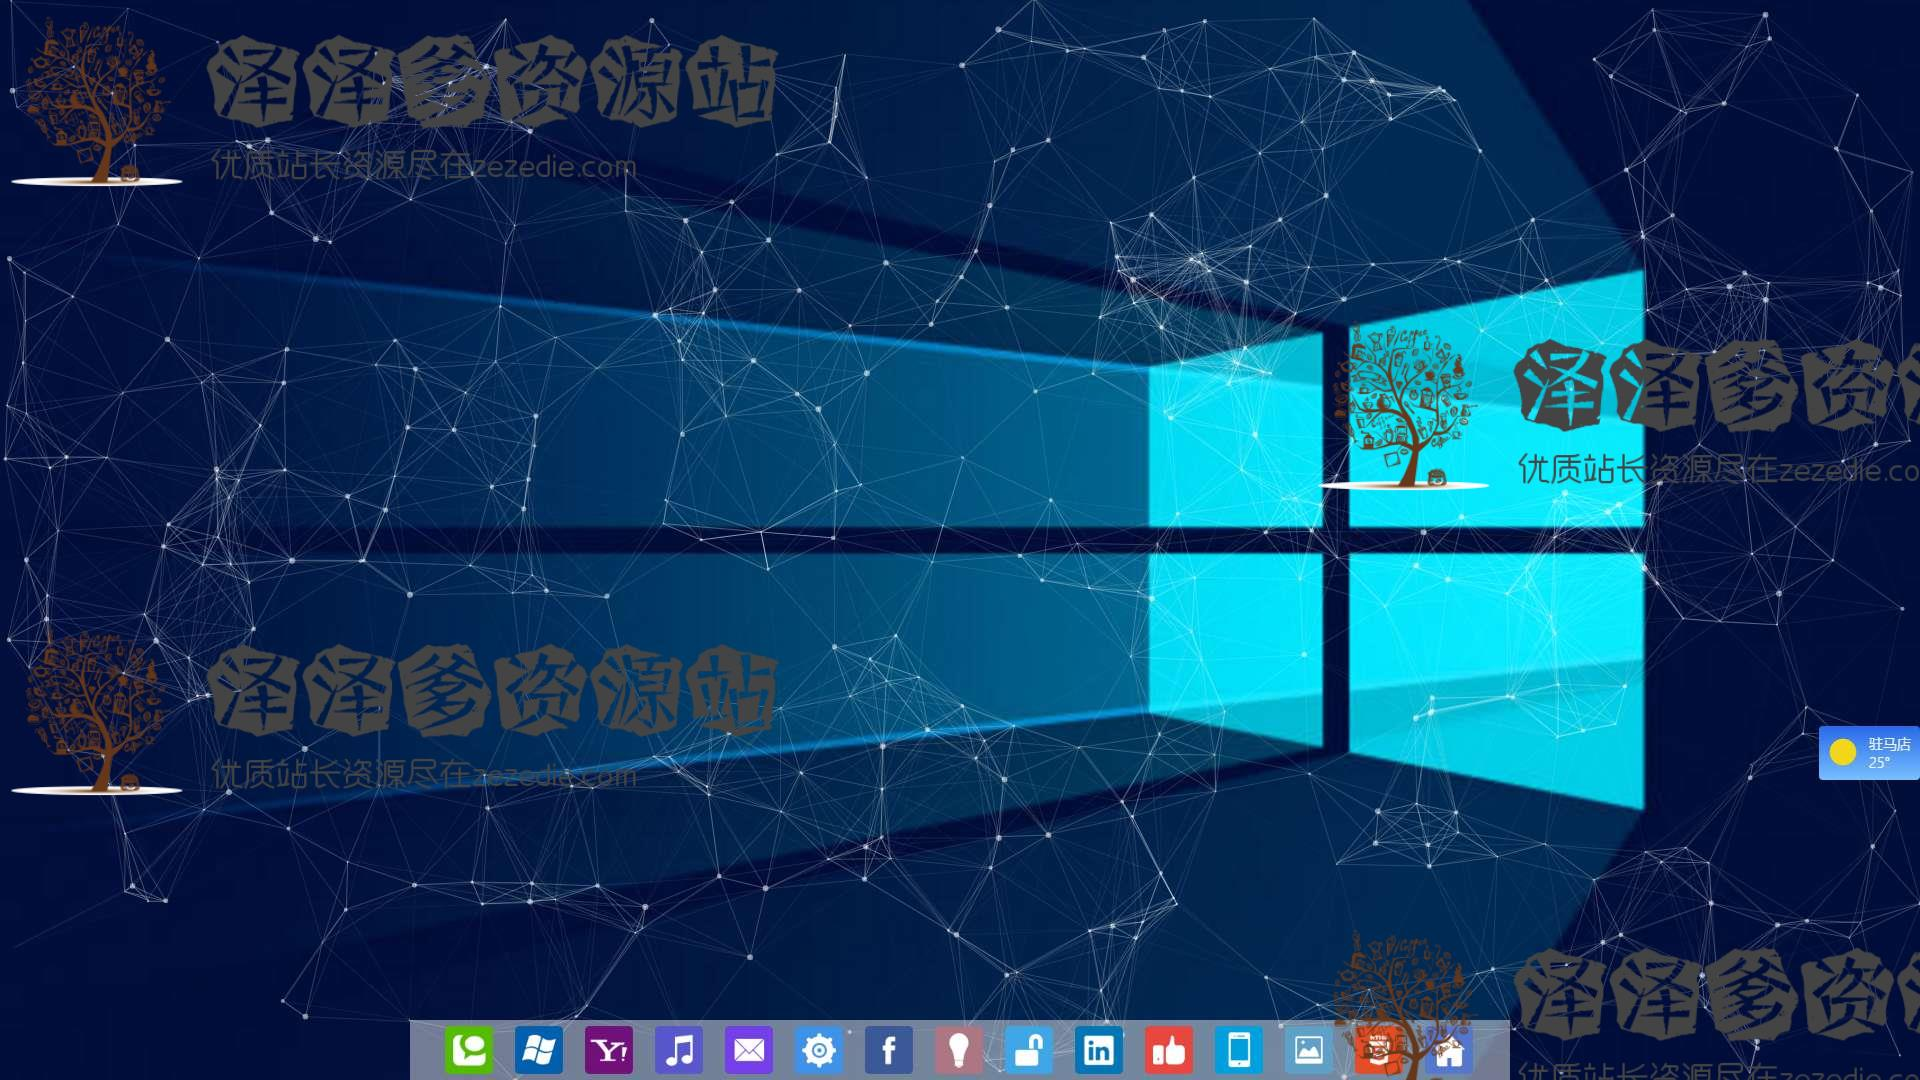 泽泽爹资源站
优质站长资源尽在zezedie.com
泽泽爹资
优质站长资源尽在zezedie.co
泽泽爹资源站
优质站长资源尽在zezedie.com
驻马店
25°
泽泽爹资
优质站长资源尽在zezedie.co
Y!
f
in